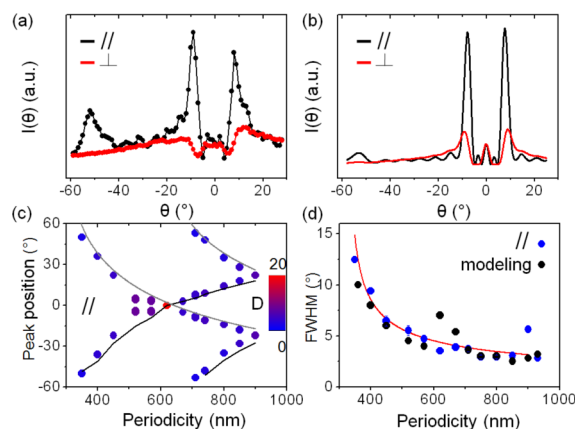 (a)
//
⊥
I(θ) (a.u.)
-60 -40 -20 0 20
θ (°)
(b)
//
⊥
I(θ) (a.u.)
-60 -40 -20 0 20
θ (°)
(c)
60
30
0
-30
-60
Peak position (°)
//
20
D
0
400 600 800 1000
Periodicity (nm)
(d)
//
modeling
15
10
5
0
FWHM (°)
400 600 800 1000
Periodicity (nm)